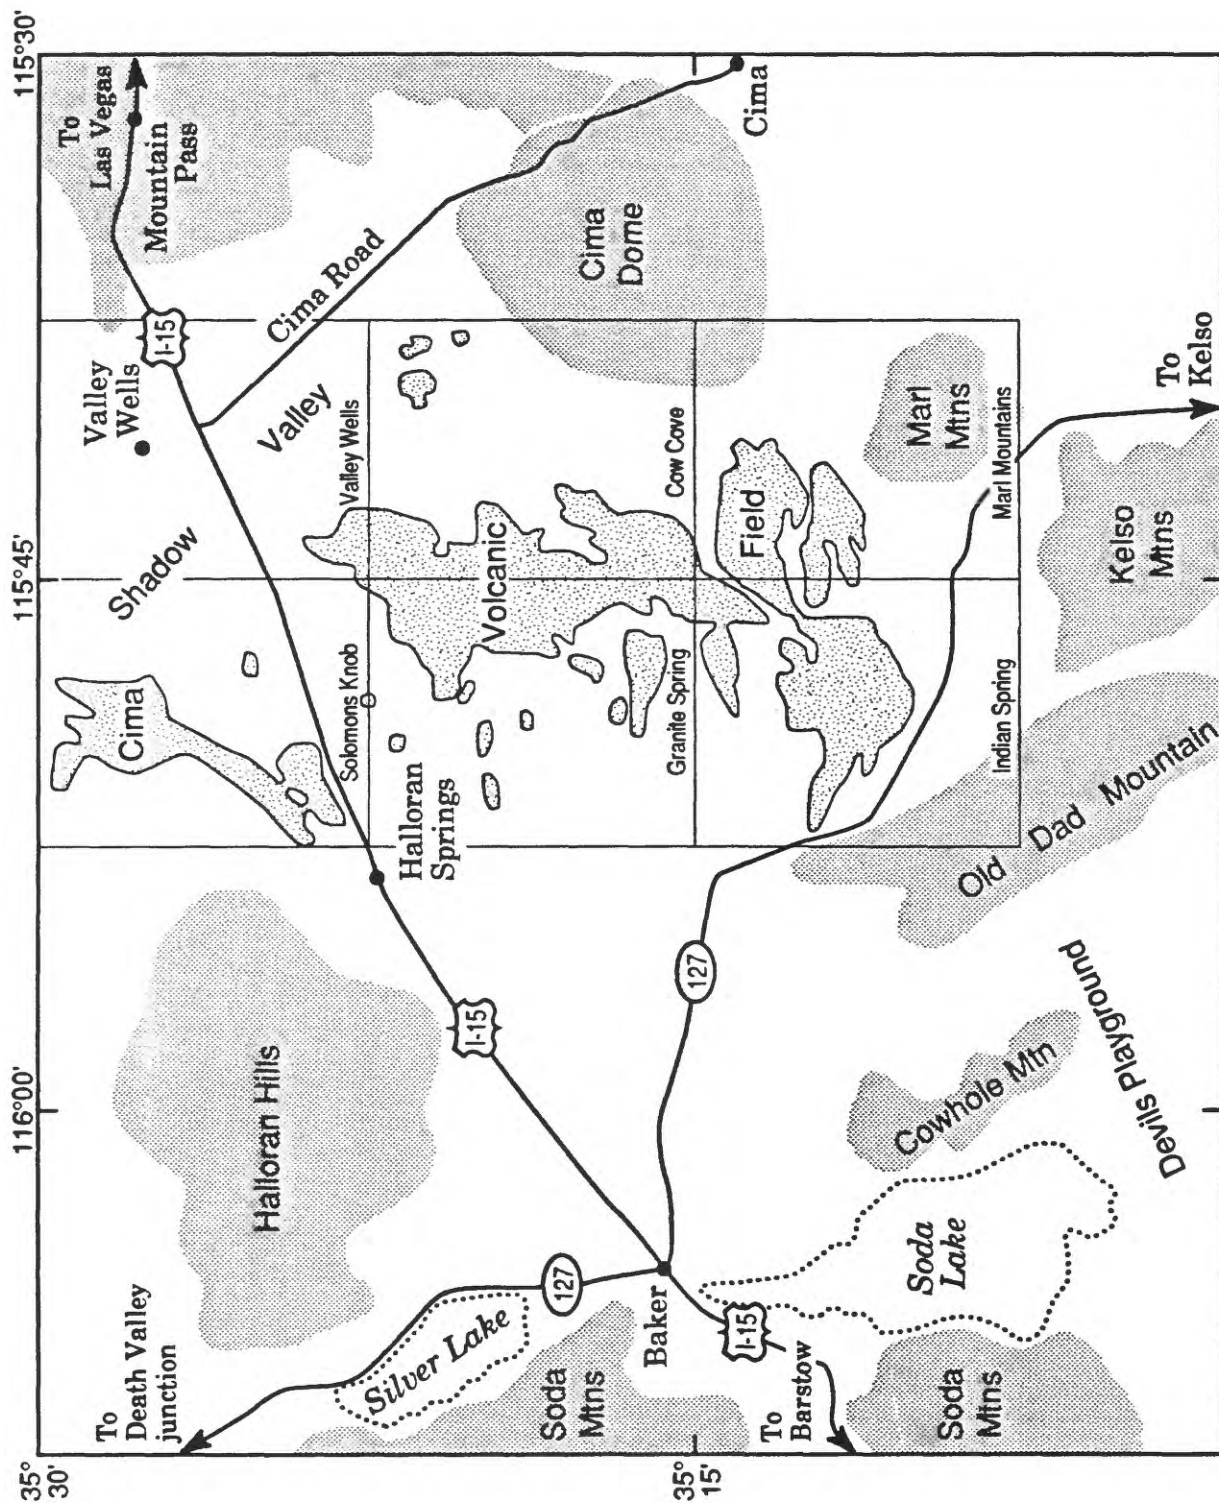 35°
30'
116°00'
115°45'
115°30'
To
Death Valley
junction
Silver Lake
127
Soda
Mtns
Halloran Hills
Cima
Shadow
Valley
Valley
Wells
I-15
To
Las Vegas
Mountain
Pass
Cima Road
Solomons Knob
Valley Wells
Halloran
Springs
I-15
Volcanic
Cima
Dome
Granite Spring
Cow Cove
Cima
35°
15'
Baker
I-15
To
Barstow
127
Field
Marl
Mtns
Soda
Mtns
Soda
Lake
Cowhole Mtn
Devils Playground
Old Dad Mountain
Indian Spring
Marl Mountains
Kelso
Mtns
To
Kelso